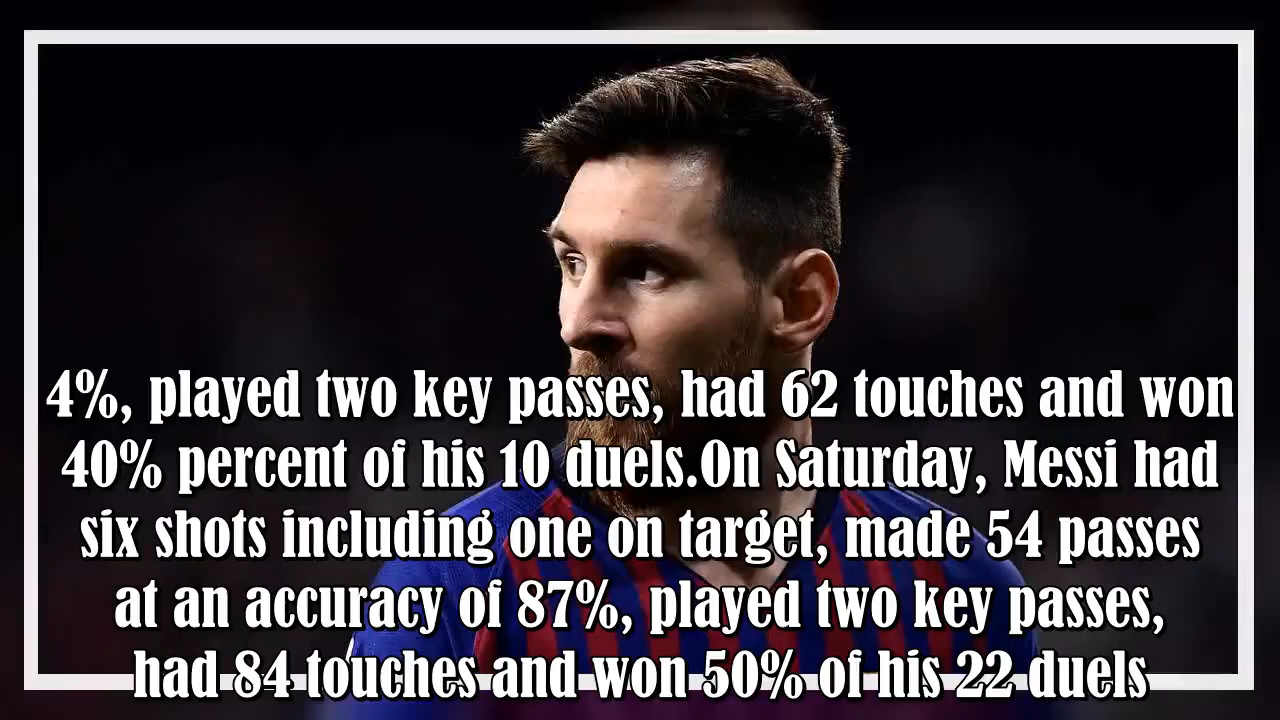 4%, played two key passes, had 62 touches and won
40% percent of his 10 duels.On Saturday, Messi had
six shots including one on target, made 54 passes
at an accuracy of 87%, played two key passes,
had 84 touches and won 50% of his 22 duels